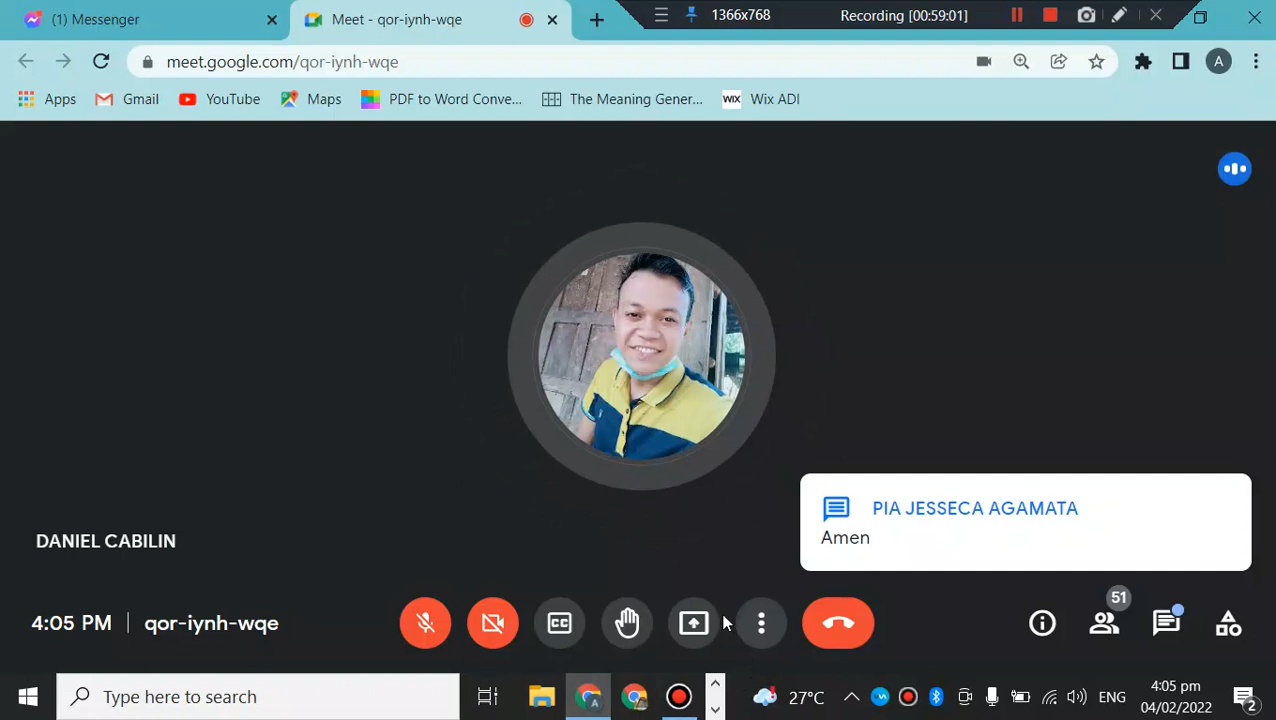 (1) Messenger
Meet - qor-iynh-wqe
1366x768
Recording [00:59:01]
meet.google.com/qor-iynh-wqe
A
Apps
Gmail
YouTube
Maps
PDF to Word Conve...
The Meaning Gener...
WIX
Wix ADI
PIA JESSECA AGAMATA
Amen
DANIEL CABILIN
51
4:05 PM
qor-iynh-wqe
CC
Type here to search
A
27°C
ENG
4:05 pm
04/02/2022
2